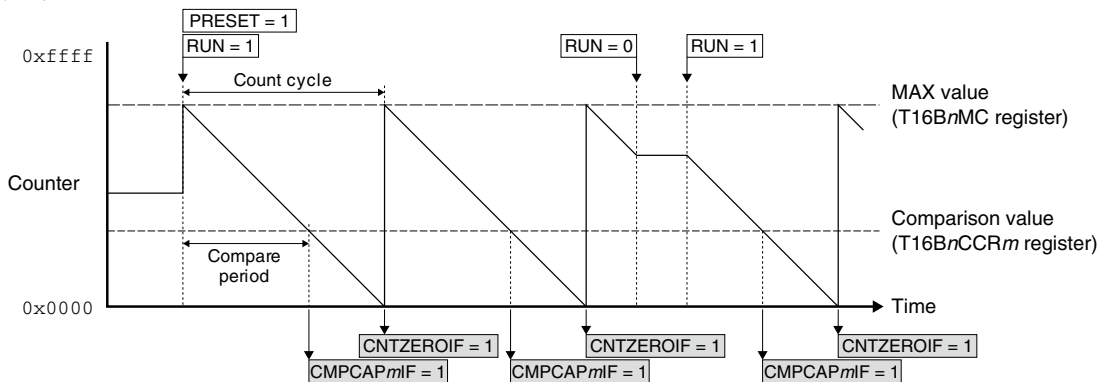 PRESET = 1
RUN = 1
RUN = 0
RUN = 1
0xffff
Count cycle
MAX value
(T16BnMC register)
Counter
Comparison value
(T16BnCCRm register)
Compare
period
0x0000
Time
CNTZEROIF = 1
CNTZEROIF = 1
CNTZEROIF = 1
CMPCAPmIF = 1
CMPCAPmIF = 1
CMPCAPmIF = 1